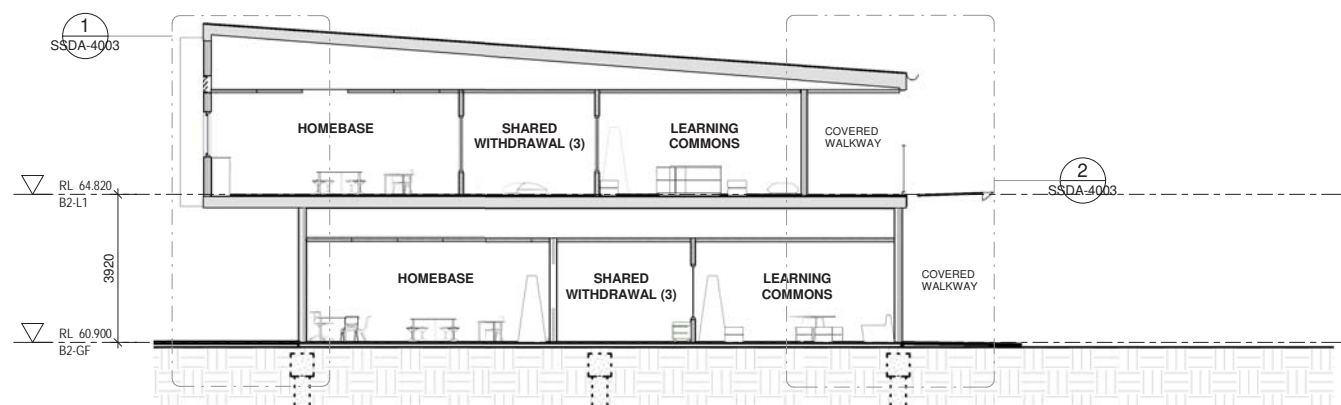 1
SSDA-4003
HOMEBASE
SHARED
WITHDRAWAL (3)
LEARNING
COMMONS
COVERED
WALKWAY
2
SSDA-4003
RL 64.820
B2-L1
3920
HOMEBASE
SHARED
WITHDRAWAL (3)
LEARNING
COMMONS
COVERED
WALKWAY
RL 60.900
B2-GF